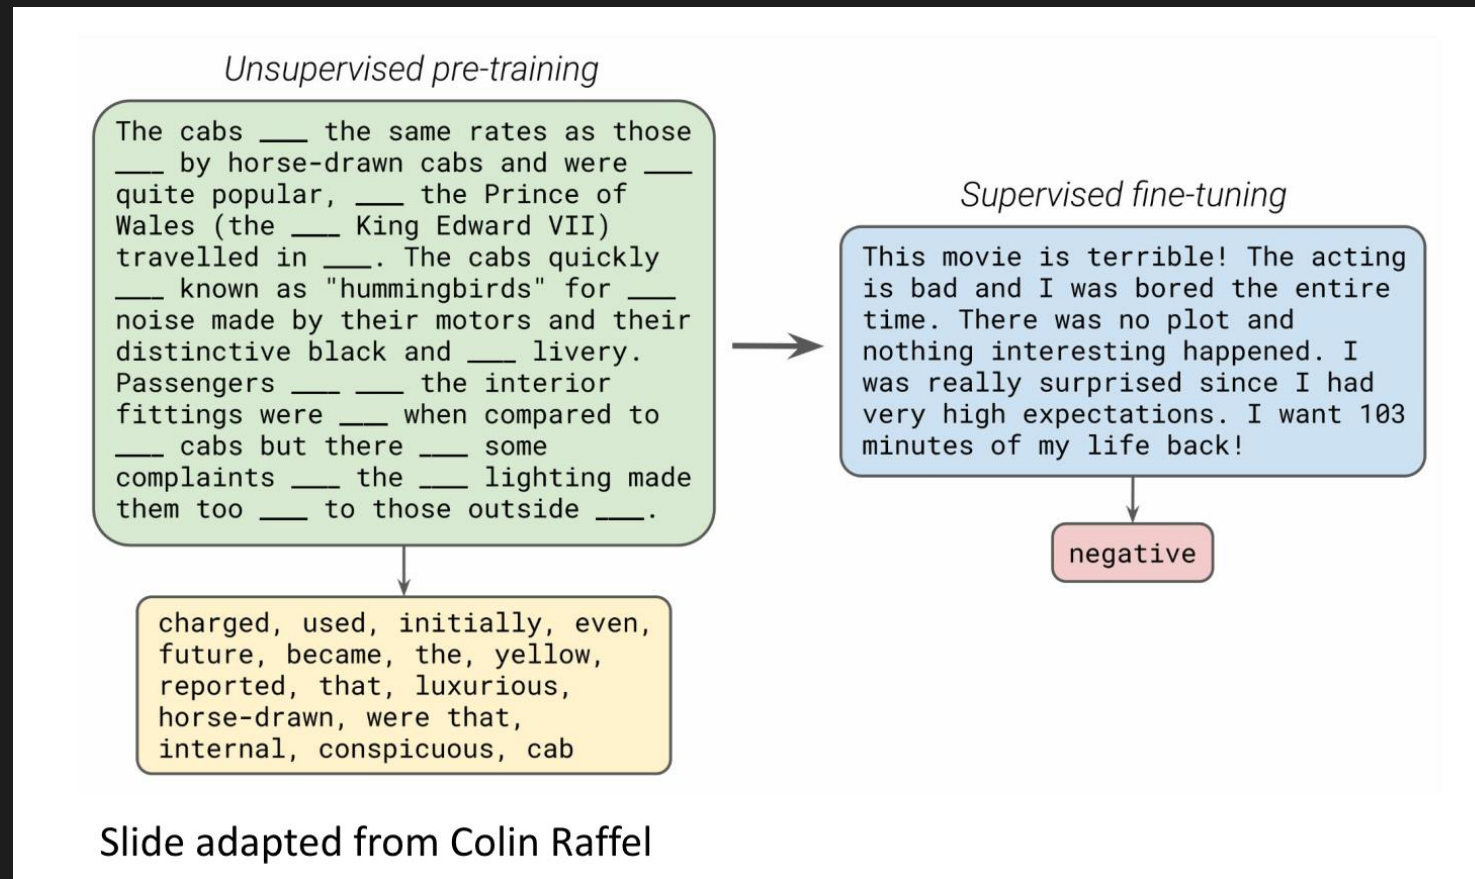 Unsupervised pre-training
The cabs ___ the same rates as those
___ by horse-drawn cabs and were ___
quite popular, ___ the Prince of
Wales (the ___ King Edward VII)
travelled in ___. The cabs quickly
___ known as "hummingbirds" for ___
noise made by their motors and their
distinctive black and ___ livery.
Passengers ___ ___ the interior
fittings were ___ when compared to
___ cabs but there ___ some
complaints ___ the ___ lighting made
them too ___ to those outside ___.
charged, used, initially, even,
future, became, the, yellow,
reported, that, luxurious,
horse-drawn, were that,
internal, conspicuous, cab
Supervised fine-tuning
This movie is terrible! The acting
is bad and I was bored the entire
time. There was no plot and
nothing interesting happened. I
was really surprised since I had
very high expectations. I want 103
minutes of my life back!
negative
Slide adapted from Colin Raffel